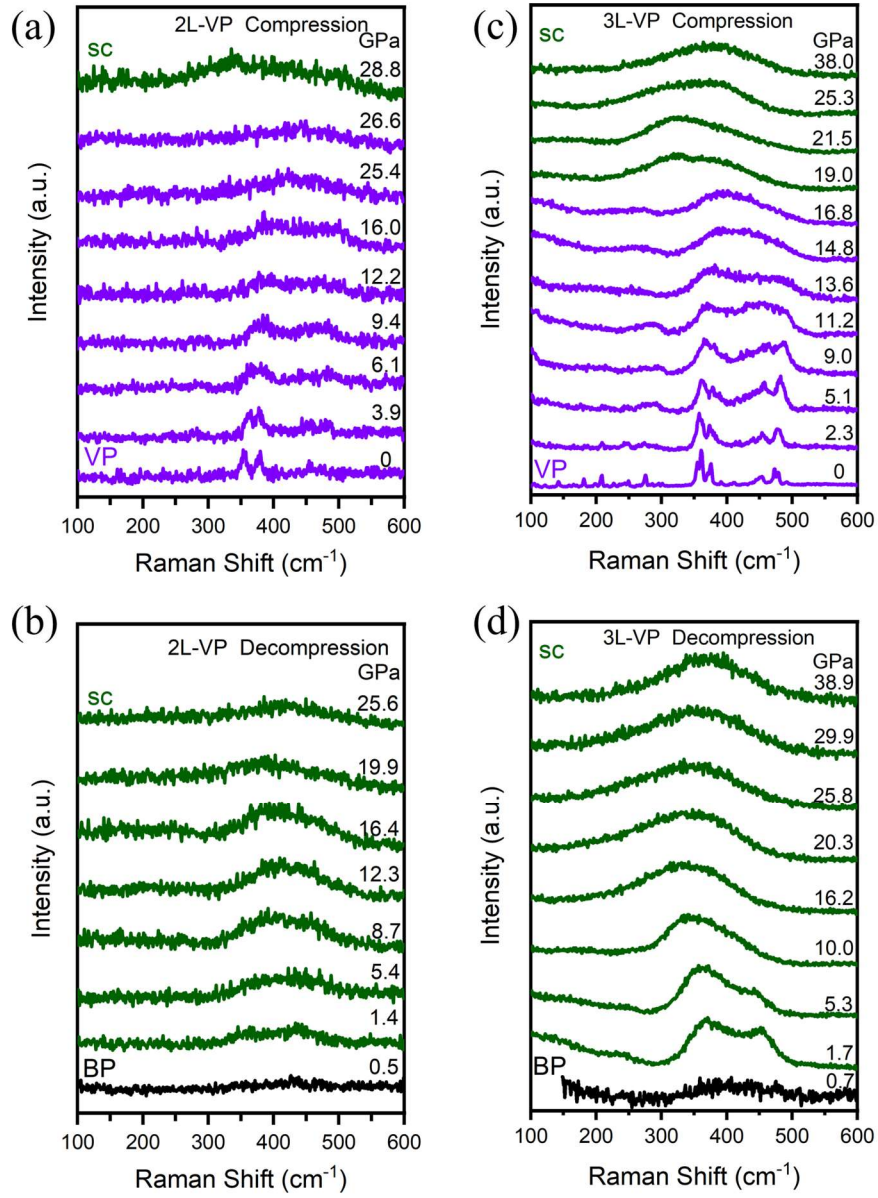 (a)
2L-VP Compression
GPa
sc
28.8
26.6
25.4
16.0
12.2
9.4
6.1
3.9
VP
0
100 200 300 400 500 600
Raman Shift (cm⁻¹)
Intensity (a.u.)
(c)
3L-VP Compression
GPa
sc
38.0
25.3
21.5
19.0
16.8
14.8
13.6
11.2
9.0
5.1
2.3
VP
0
100 200 300 400 500 600
Raman Shift (cm⁻¹)
Intensity (a.u.)
(b)
2L-VP Decompression
GPa
sc
25.6
19.9
16.4
12.3
8.7
5.4
1.4
BP
0.5
100 200 300 400 500 600
Raman Shift (cm⁻¹)
Intensity (a.u.)
(d)
3L-VP Decompression
GPa
sc
38.9
29.9
25.8
20.3
16.2
10.0
5.3
1.7
BP
0.7
100 200 300 400 500 600
Raman Shift (cm⁻¹)
Intensity (a.u.)